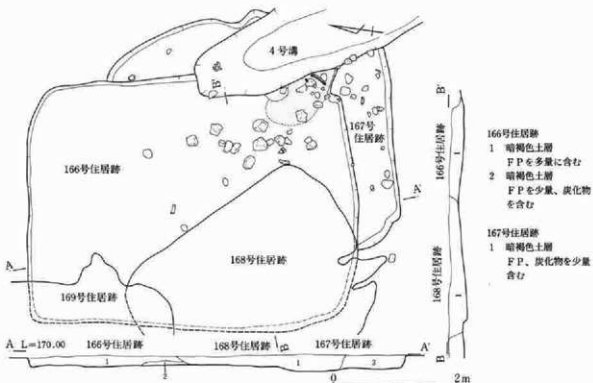 4号溝
B'
167号
住居跡
166号住居跡
A'
168号住居跡
A
169号住居跡
A L=170.00
166号住居跡
168号住居跡
B
167号住居跡
A'
1
2
1
2
0
2m
B'
166号住居跡
1
168号住居跡
1
B
166号住居跡
1 暗褐色土層
FPを多量に含む
2 暗褐色土層
FPを少量、炭化物
を含む
167号住居跡
1 暗褐色土層
FP、炭化物を少量
含む